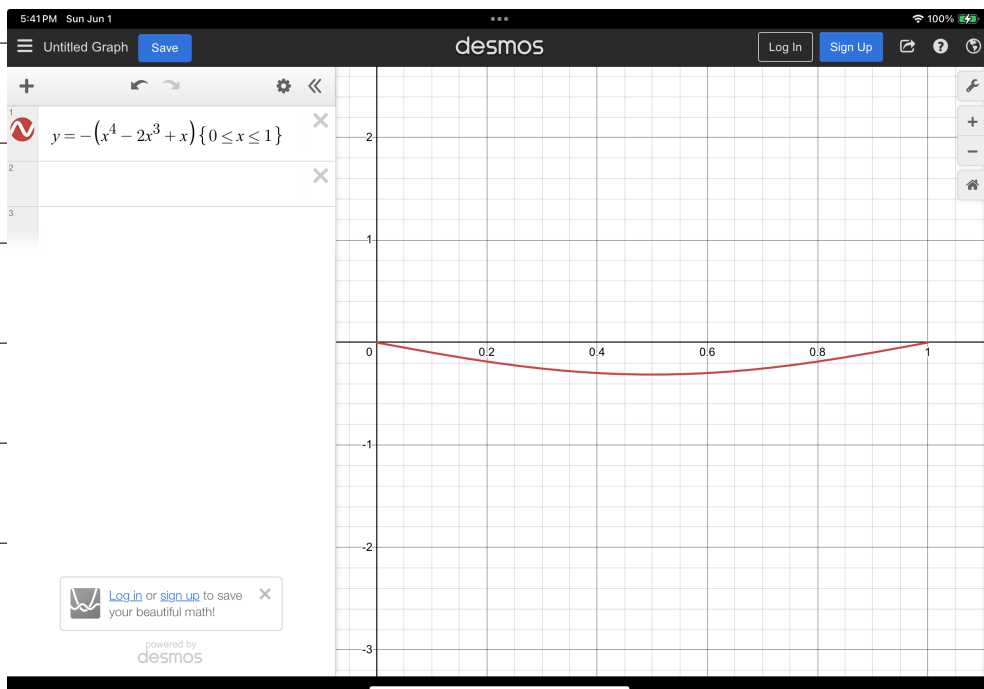 5:41 PM Sun Jun 1
100%
Untitled Graph
Save
desmos
Log In
Sign Up
1
y = −(x⁴ − 2x³ + x){0 ≤ x ≤ 1}
2
3
2
1
0
0.2
0.4
0.6
0.8
1
-1
-2
-3
Log in or sign up to save
your beautiful math!
powered by
desmos